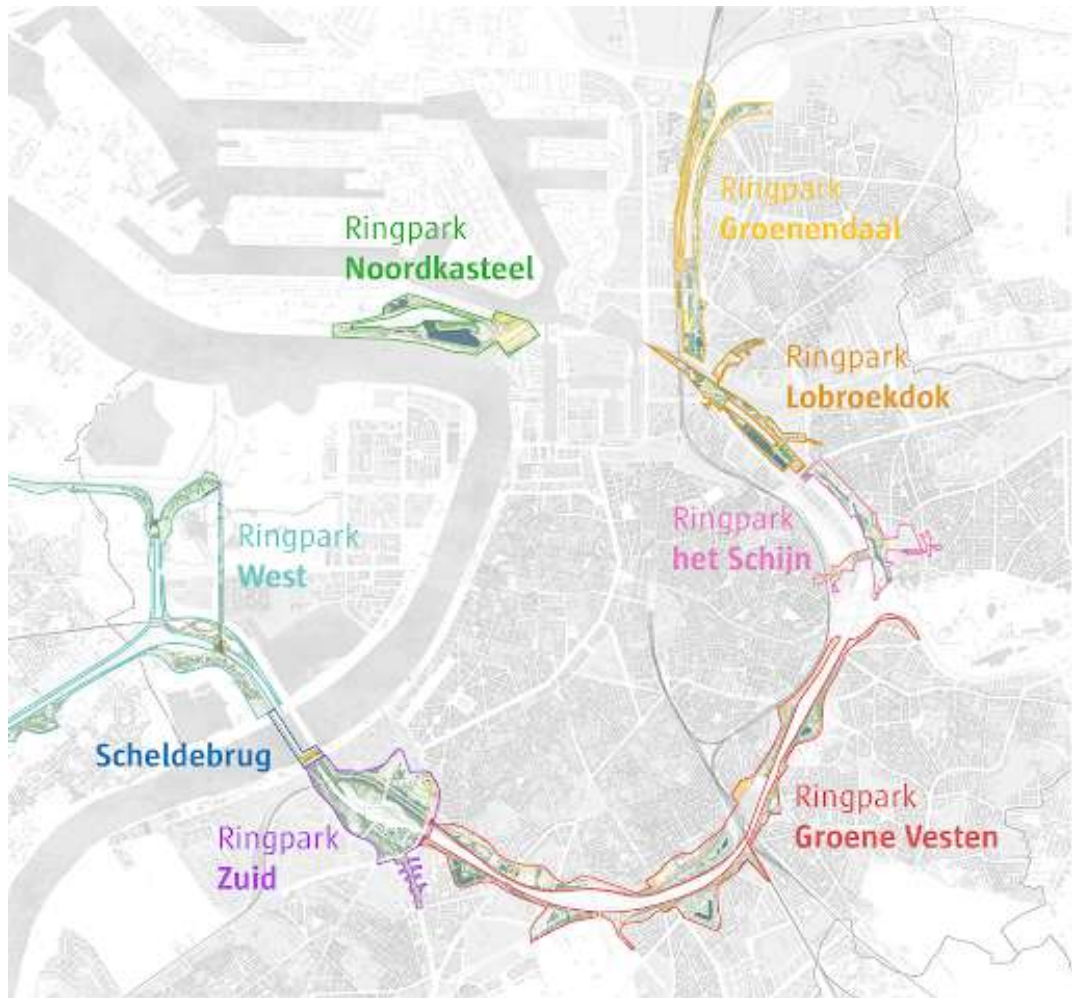 Ringpark
Groenendaal
Ringpark
Noordkasteel
Ringpark
Lobroekdok
Ringpark
het Schijn
Ringpark
West
Scheldebrug
Ringpark
Groene Vesten
Ringpark
Zuid